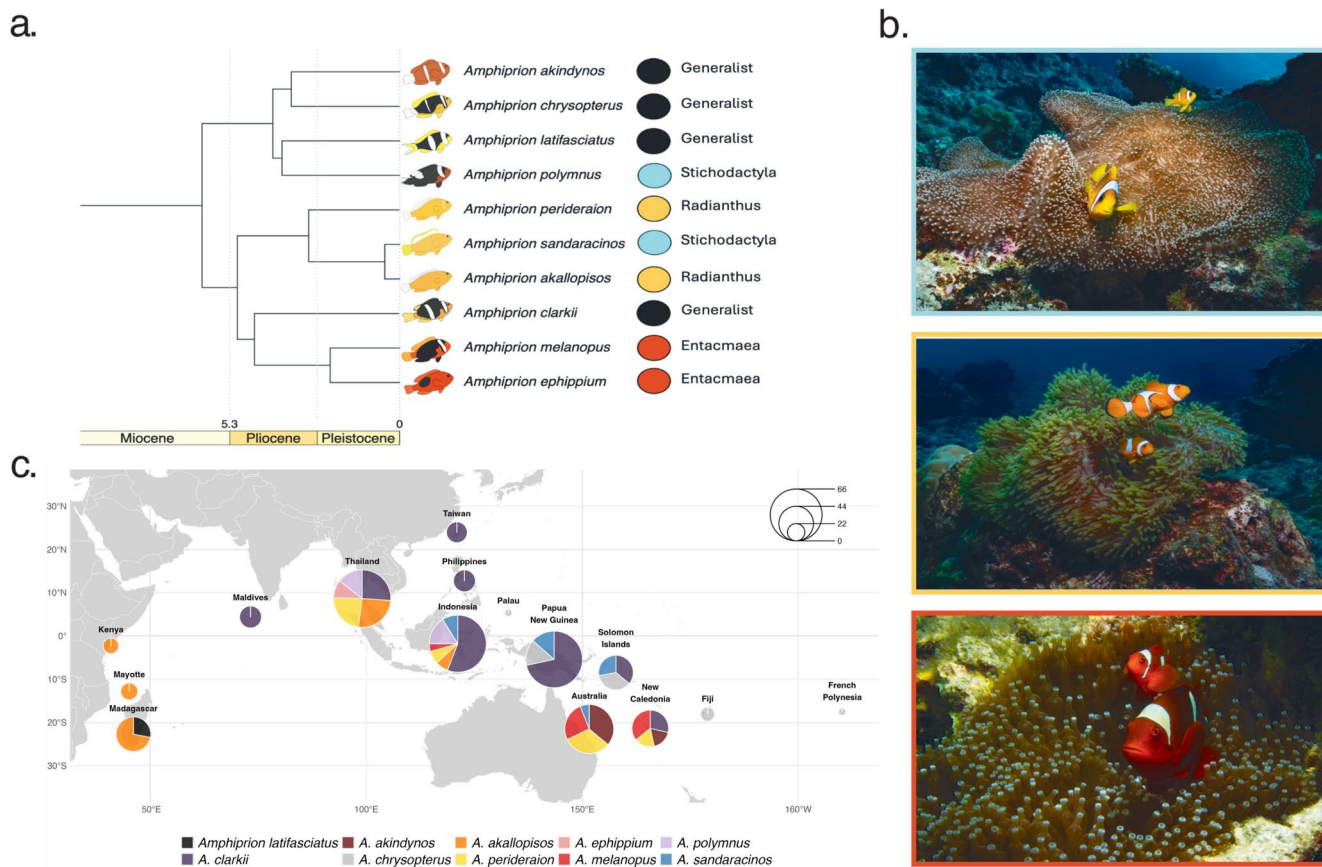 a.
Amphiprion akindynos Generalist
Amphiprion chrysopterus Generalist
Amphiprion latifasciatus Generalist
Amphiprion polymnus Stichodactyla
Amphiprion perideraion Radianthus
Amphiprion sandaracinos Stichodactyla
Amphiprion akallopisos Radianthus
Amphiprion clarkii Generalist
Amphiprion melanopus Entacmaea
Amphiprion ephippium Entacmaea
5.3 0
Miocene Pliocene Pleistocene
b.
c.
30°N
20°N
10°N
0°
10°S
20°S
30°S
50°E 100°E 150°E 160°W
66
44
22
0
Taiwan
Thailand
Philippines
Maldives
Indonesia
Palau
Papua
New Guinea
Kenya
Solomon
Islands
Mayotte
Madagascar
Australia
New
Caledonia
Fiji
French
Polynesia
Amphiprion latifasciatus A. akindynos A. akallopisos A. ephippium A. polymnus
A. clarkii A. chrysopterus A. perideraion A. melanopus A. sandaracinos